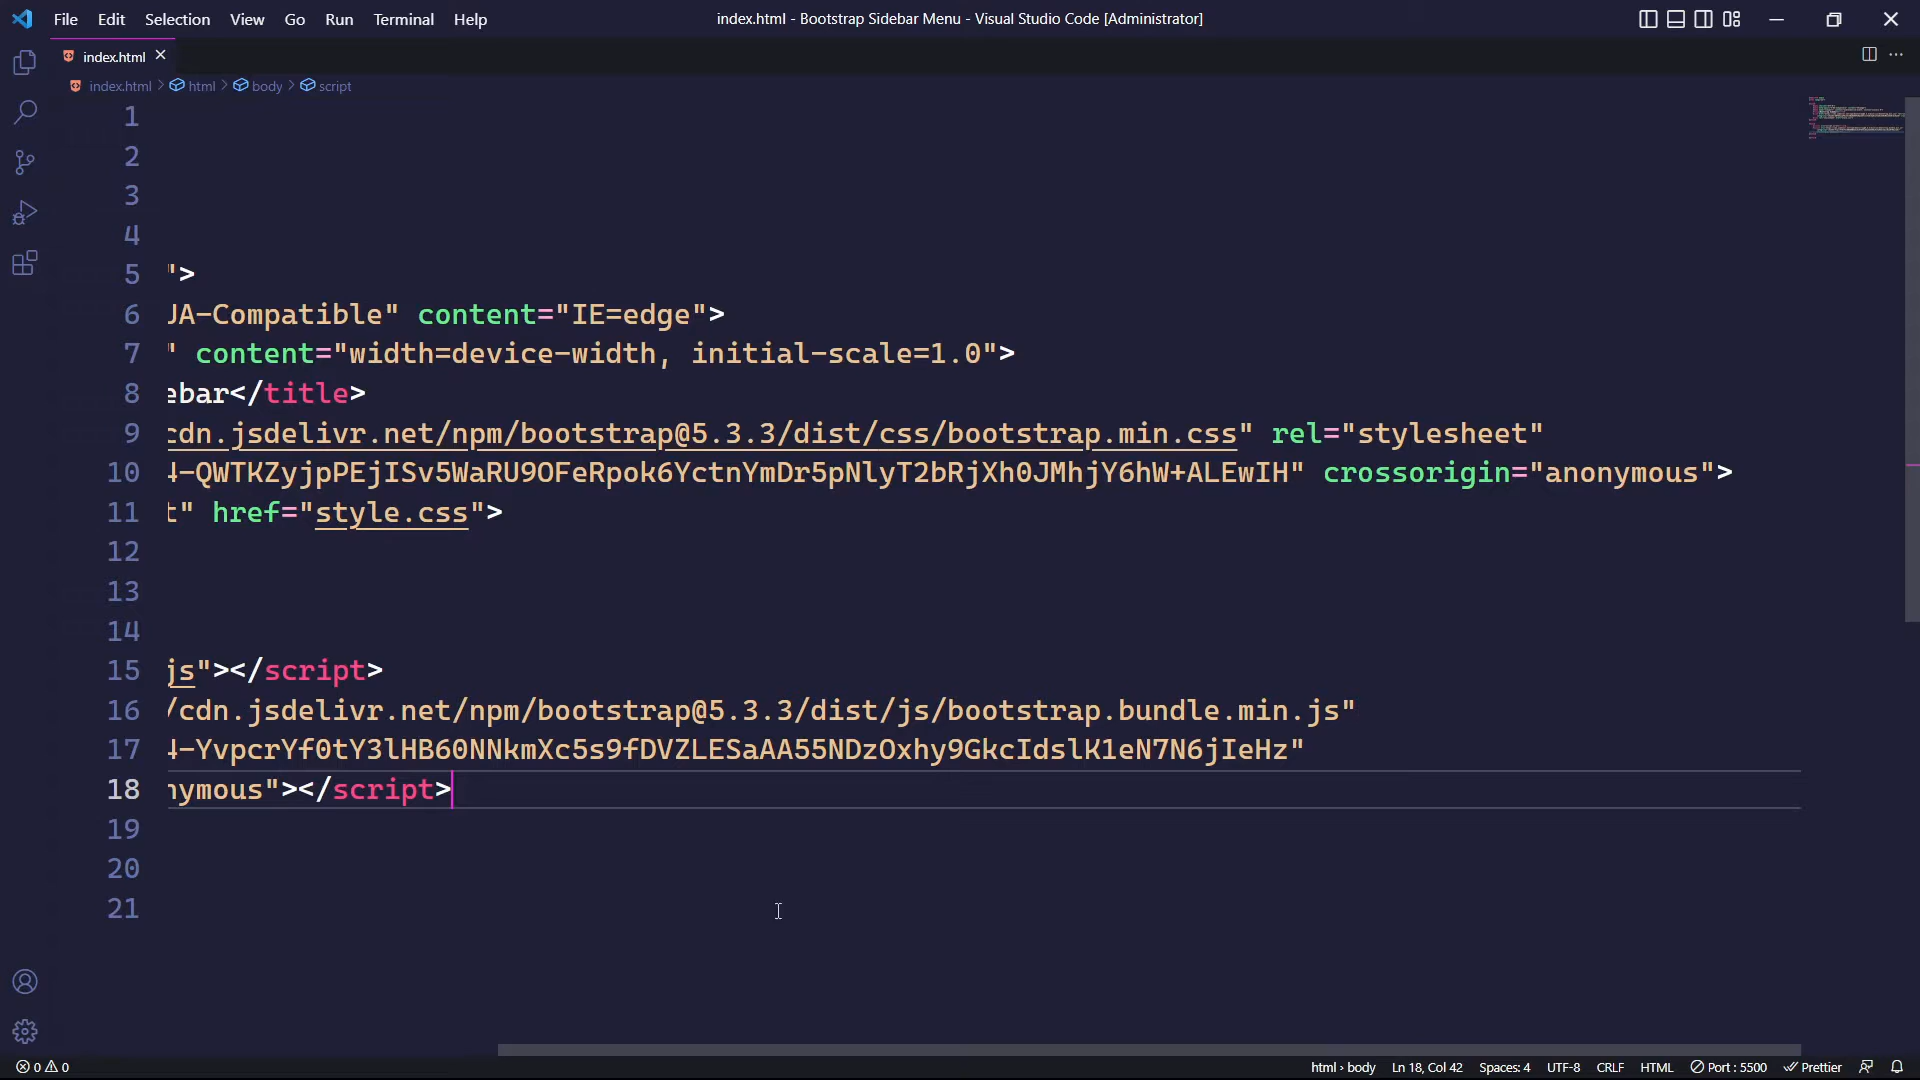 File Edit Selection View Go Run Terminal Help
index.html - Bootstrap Sidebar Menu - Visual Studio Code [Administrator]
index.html
index.html > html > body > script
1
2
3
4
5 ">
6 UA-Compatible" content="IE=edge">
7 " content="width=device-width, initial-scale=1.0">
8 ebar</title>
9 cdn.jsdelivr.net/npm/bootstrap@5.3.3/dist/css/bootstrap.min.css" rel="stylesheet"
10 4-QWTKZyjpPEjISv5WaRU9OFeRpok6YctnYmDr5pNlyT2bRjXh0JMhjY6hW+ALEwIH" crossorigin="anonymous">
11 t" href="style.css">
12
13
14
15 js"></script>
16 /cdn.jsdelivr.net/npm/bootstrap@5.3.3/dist/js/bootstrap.bundle.min.js"
17 4-YvpcrYf0tY3lHB60NNkmXc5s9fDVZLESaAA55NDzOxhy9GkcIdslK1eN7N6jIeHz"
18 nymous"></script>
19
20
21
0 0
html › body Ln 18, Col 42 Spaces: 4 UTF-8 CRLF HTML Port : 5500 Prettier